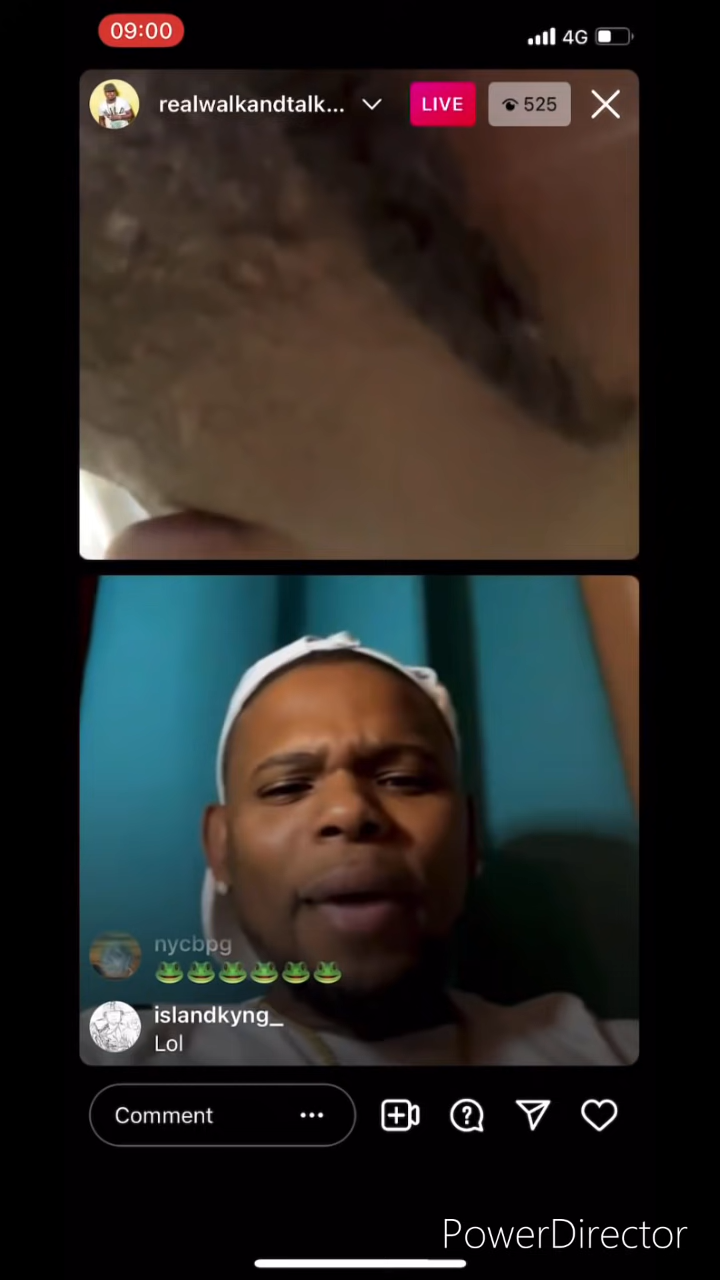 09:00
4G
realwalkandtalk...
LIVE
525
nycbpg
islandkyng_
Lol
Comment
PowerDirector